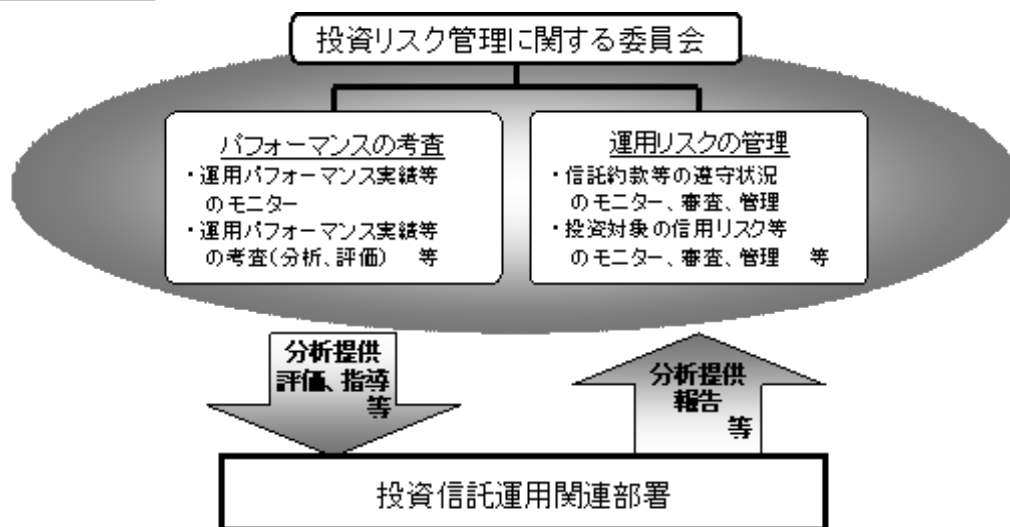 投資リスク管理に関する委員会
パフォーマンスの考査
・運用パフォーマンス実績等
のモニター
・運用パフォーマンス実績等
の考査(分析、評価) 等
運用リスクの管理
・信託約款等の遵守状況
のモニター、審査、管理
・投資対象の信用リスク等
のモニター、審査、管理 等
分析提供
評価、指導
等
分析提供
報告
等
投資信託運用関連部署